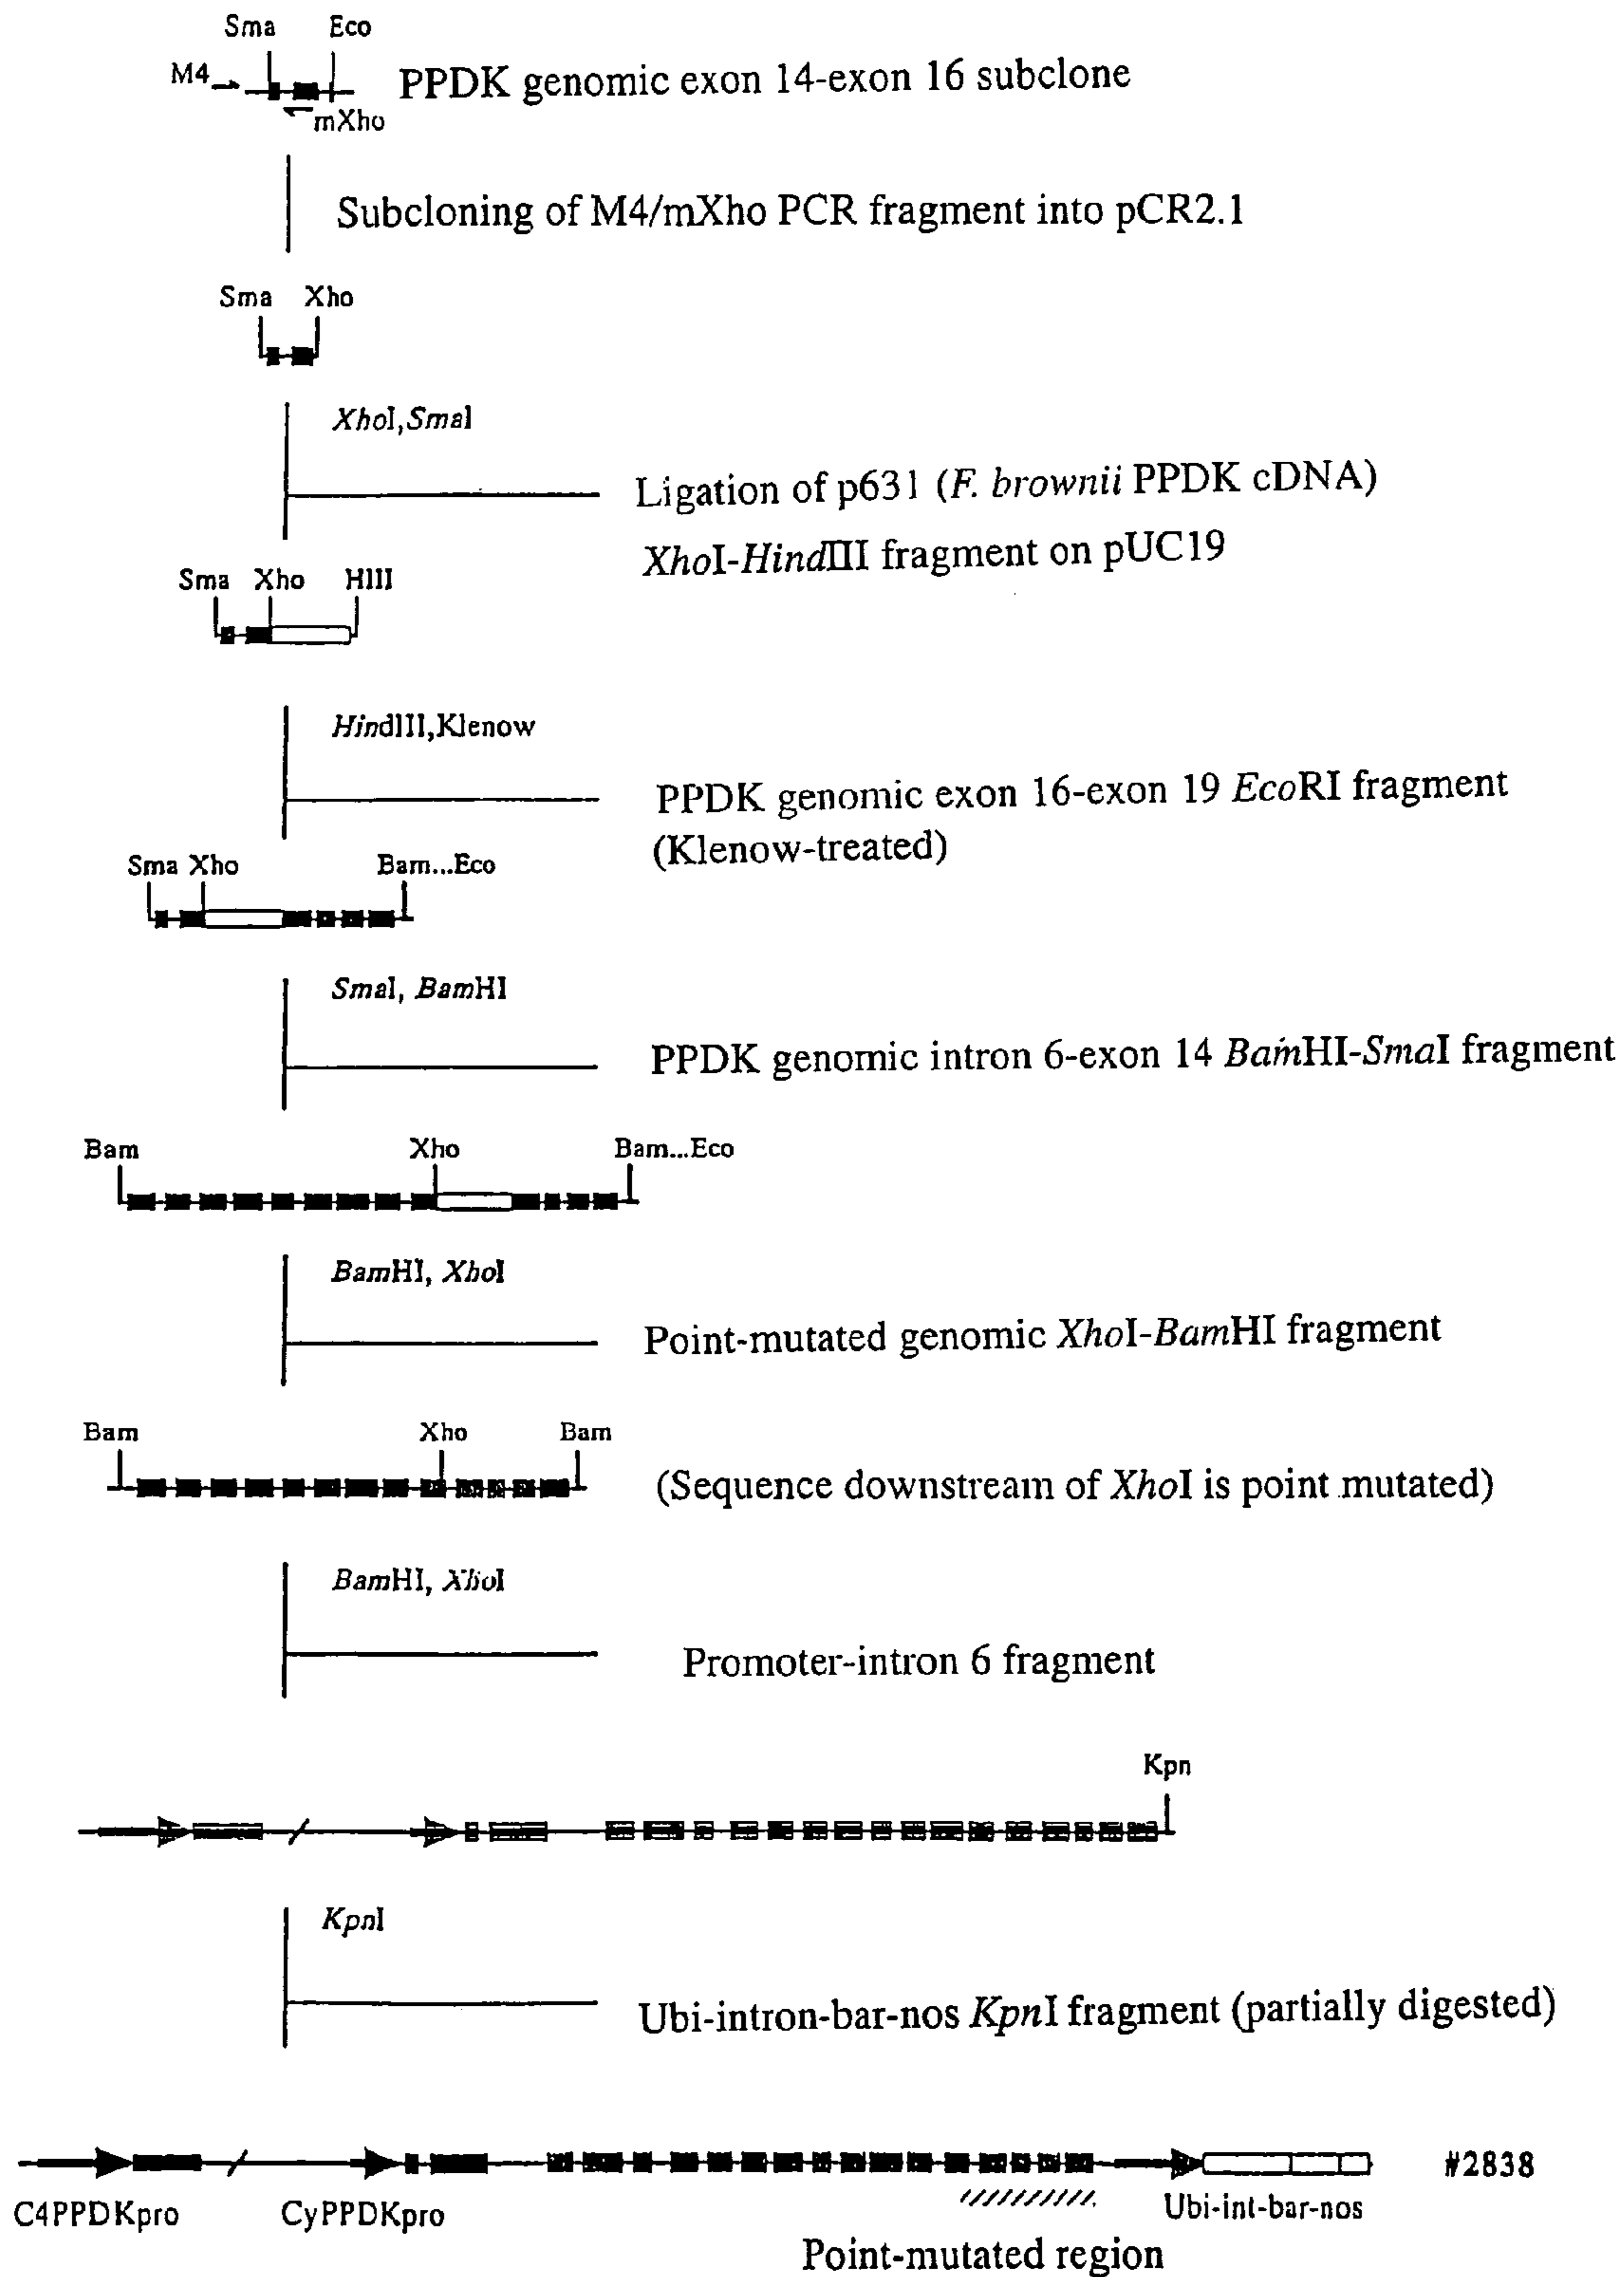 Sma Eco
M4
PPDK genomic exon 14-exon 16 subclone
mXho
Subcloning of M4/mXho PCR fragment into pCR2.1
Sma Xho
XhoI,SmaI
Ligation of p631 (F. brownii PPDK cDNA)
XhoI-HindIII fragment on pUC19
Sma Xho HIII
HindIII,Klenow
PPDK genomic exon 16-exon 19 EcoRI fragment
(Klenow-treated)
Sma Xho Bam...Eco
SmaI, BamHI
PPDK genomic intron 6-exon 14 BamHI-SmaI fragment
Bam Xho Bam...Eco
BamHI, XhoI
Point-mutated genomic XhoI-BamHI fragment
Bam Xho Bam
(Sequence downstream of XhoI is point mutated)
BamHI, XhoI
Promoter-intron 6 fragment
Kpn
KpnI
Ubi-intron-bar-nos KpnI fragment (partially digested)
#2838
C4PPDKpro CyPPDKpro Ubi-int-bar-nos
Point-mutated region